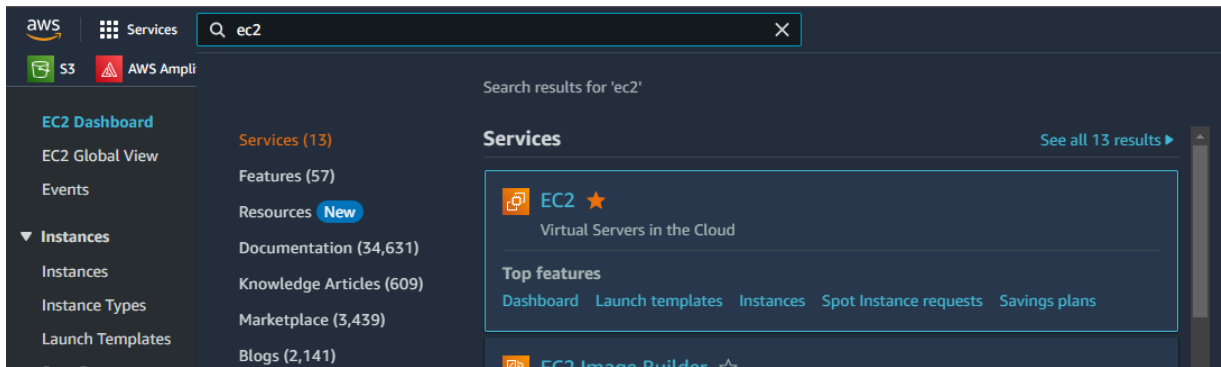 aws
Services
ec2
S3
AWS Ampli
EC2 Dashboard
EC2 Global View
Events
Instances
Instances
Instance Types
Launch Templates
Search results for 'ec2'
Services (13)
Features (57)
Resources New
Documentation (34,631)
Knowledge Articles (609)
Marketplace (3,439)
Blogs (2,141)
Services
See all 13 results
EC2
Virtual Servers in the Cloud
Top features
Dashboard Launch templates Instances Spot Instance requests Savings plans
EC2 Image Builder